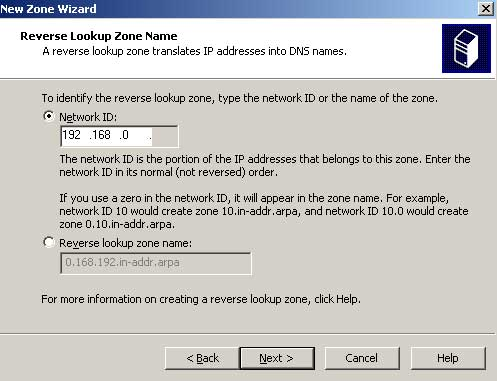 New Zone Wizard
Reverse Lookup Zone Name
A reverse lookup zone translates IP addresses into DNS names.
To identify the reverse lookup zone, type the network ID or the name of the zone.
Network ID:
192 .168 .0 .
The network ID is the portion of the IP addresses that belongs to this zone. Enter the
network ID in its normal (not reversed) order.
If you use a zero in the network ID, it will appear in the zone name. For example,
network ID 10 would create zone 10.in-addr.arpa, and network ID 10.0 would create
zone 0.10.in-addr.arpa.
Reverse lookup zone name:
0.168.192.in-addr.arpa
For more information on creating a reverse lookup zone, click Help.
< Back Next > Cancel Help